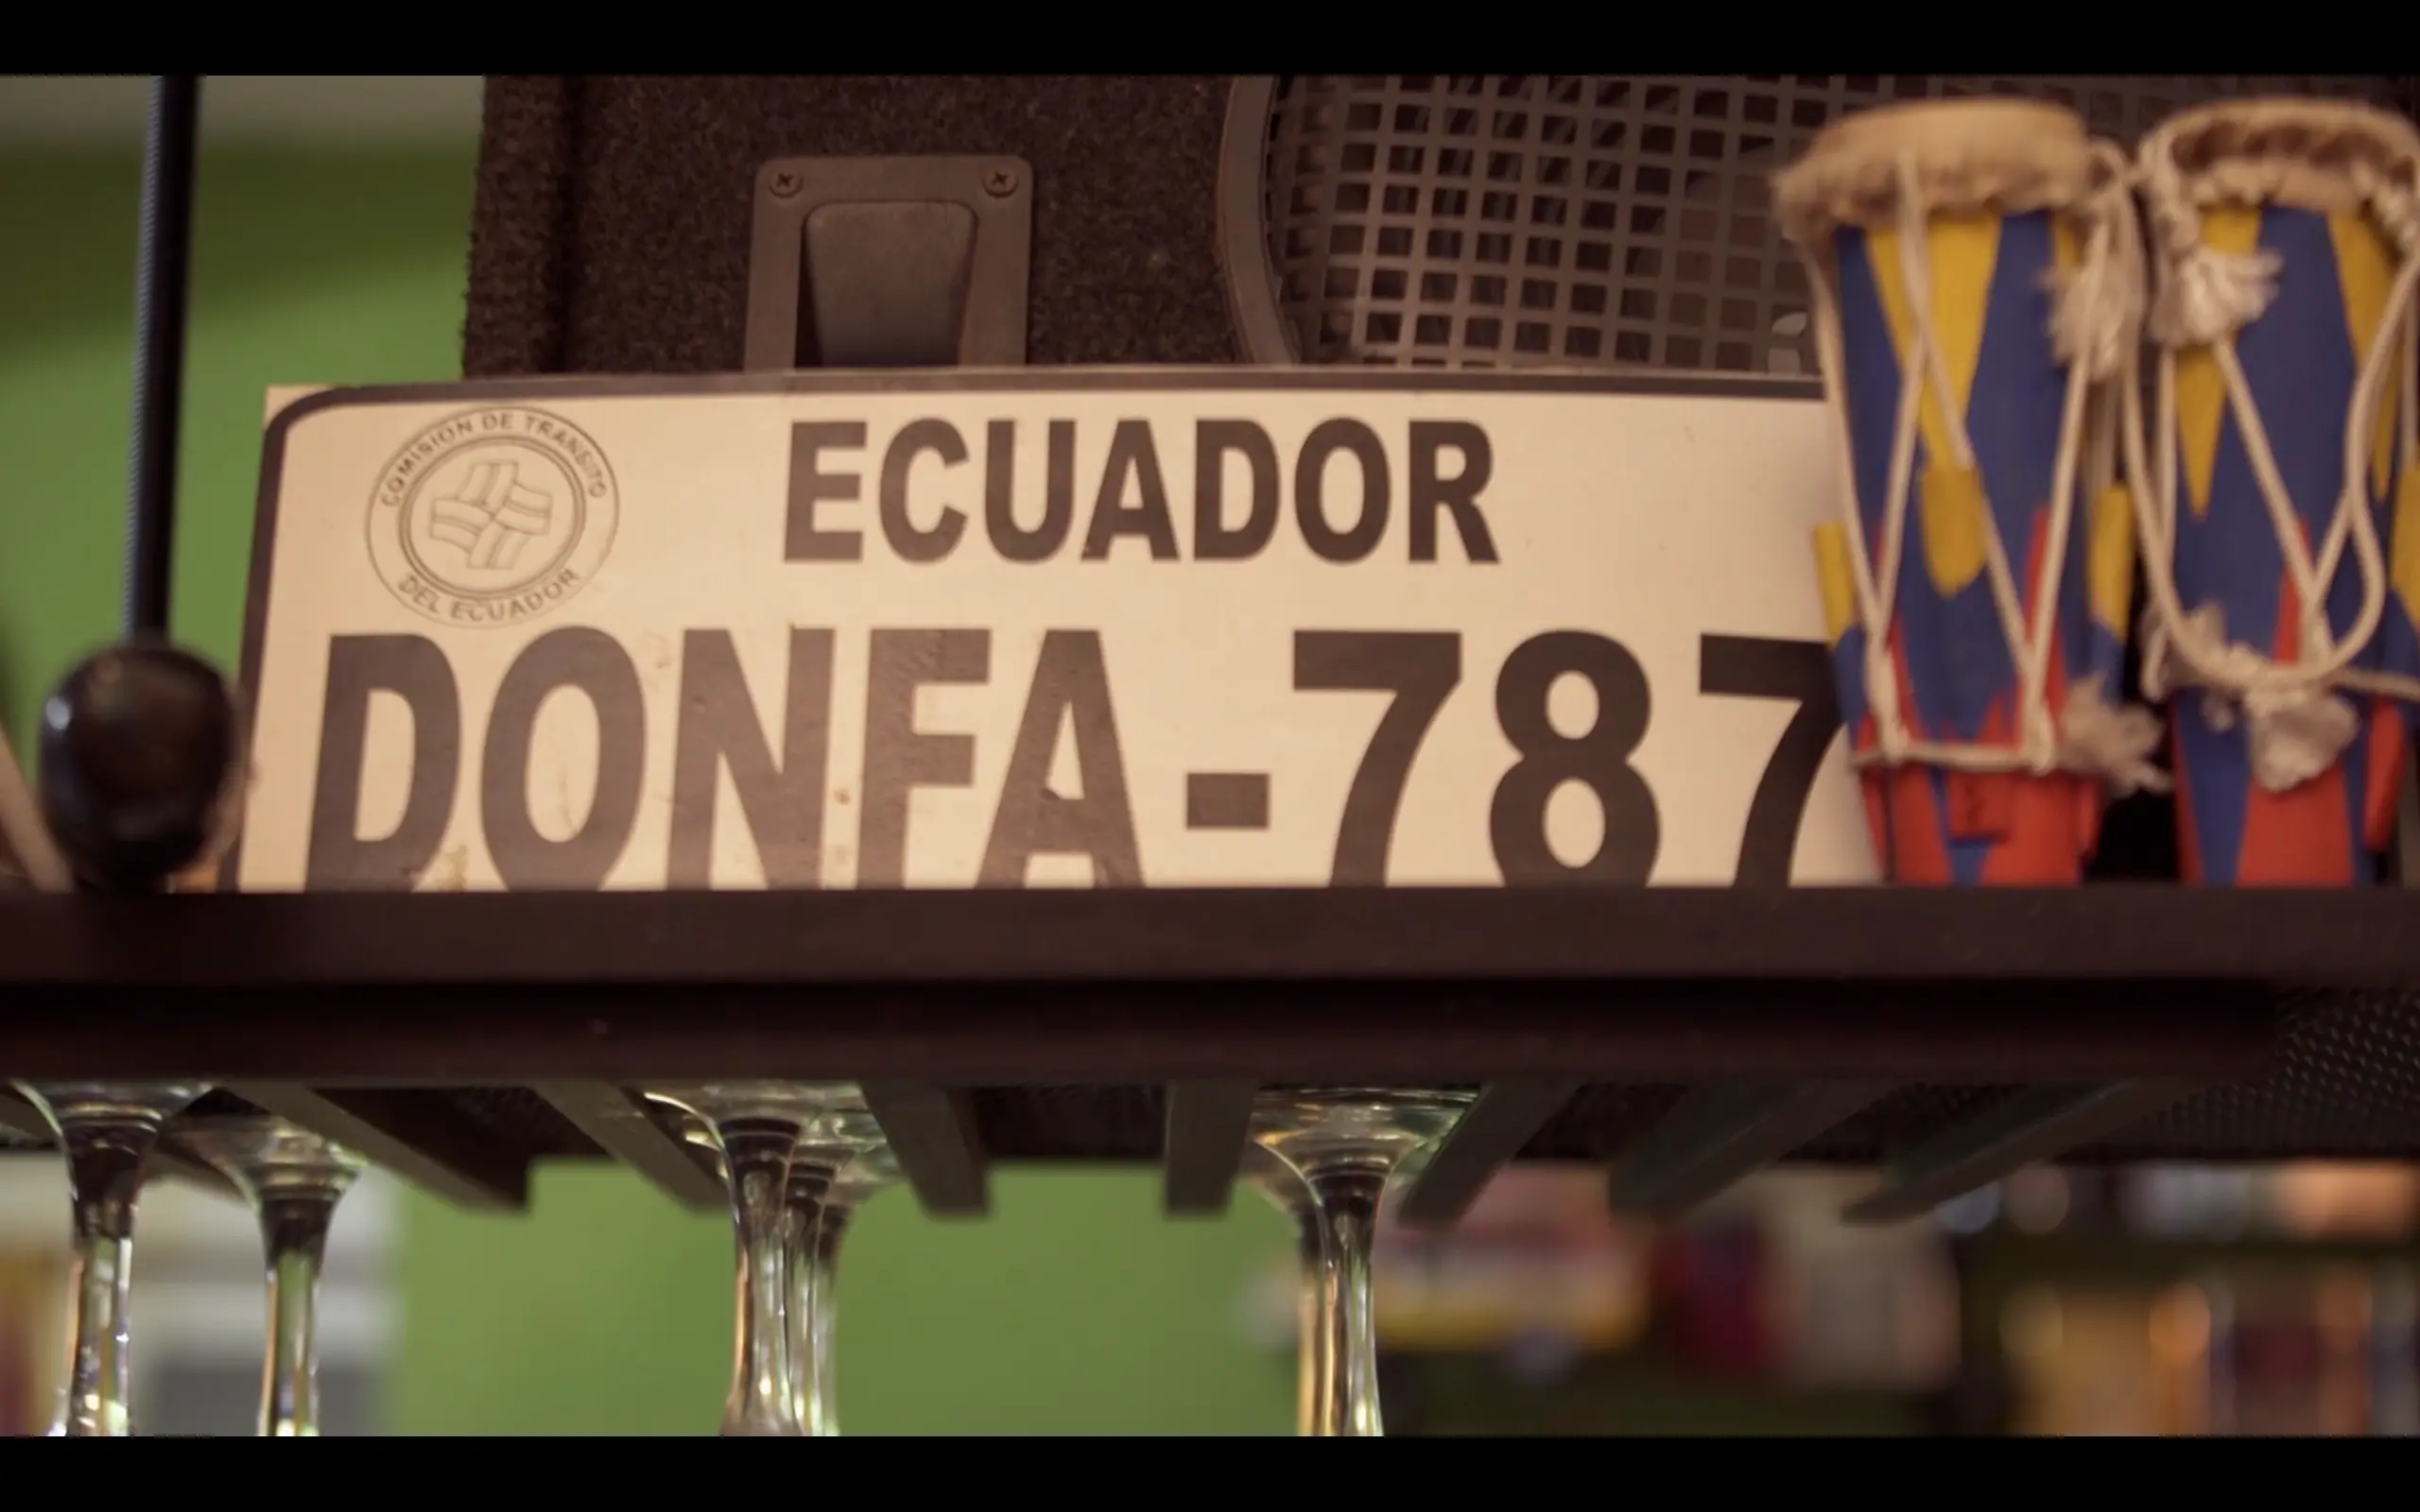 COMISION DE TRANSITO
DEL ECUADOR
ECUADOR
DONFA-787